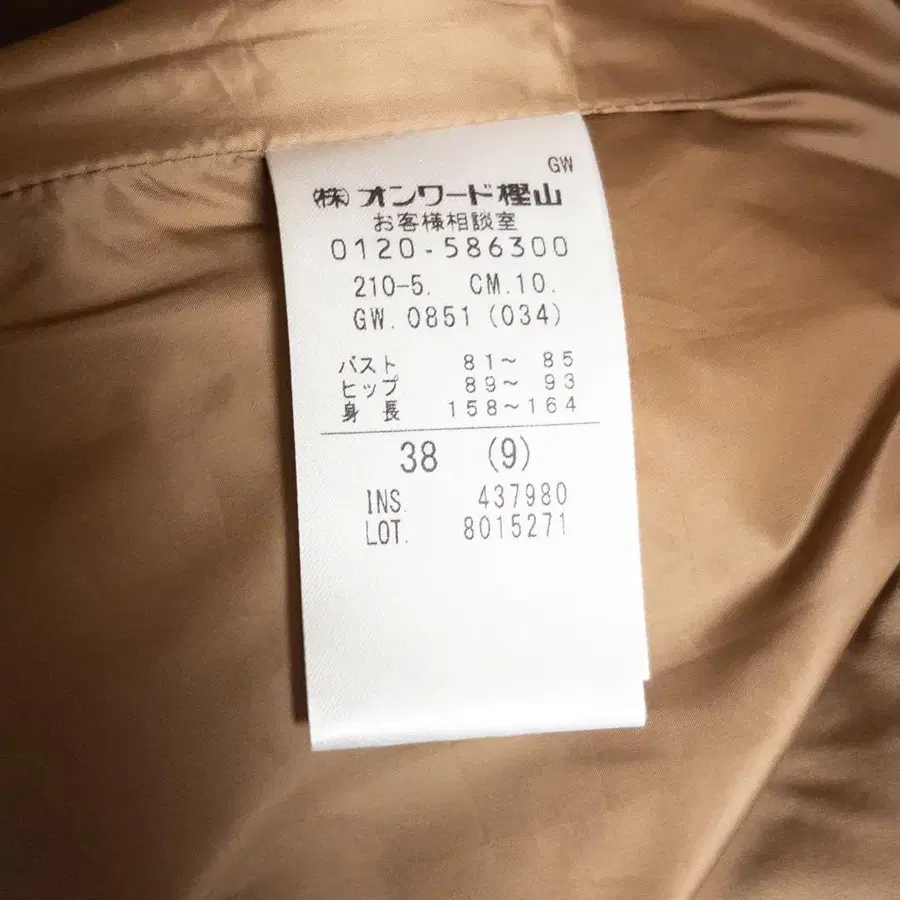 GW
㈱オンワード樫山
お客様相談室
0120-586300
210-5. CM.10.
GW.0851(034)
バスト 81～ 85
ヒップ 89～ 93
身 長 158～164
38 (9)
INS. 437980
LOT. 8015271